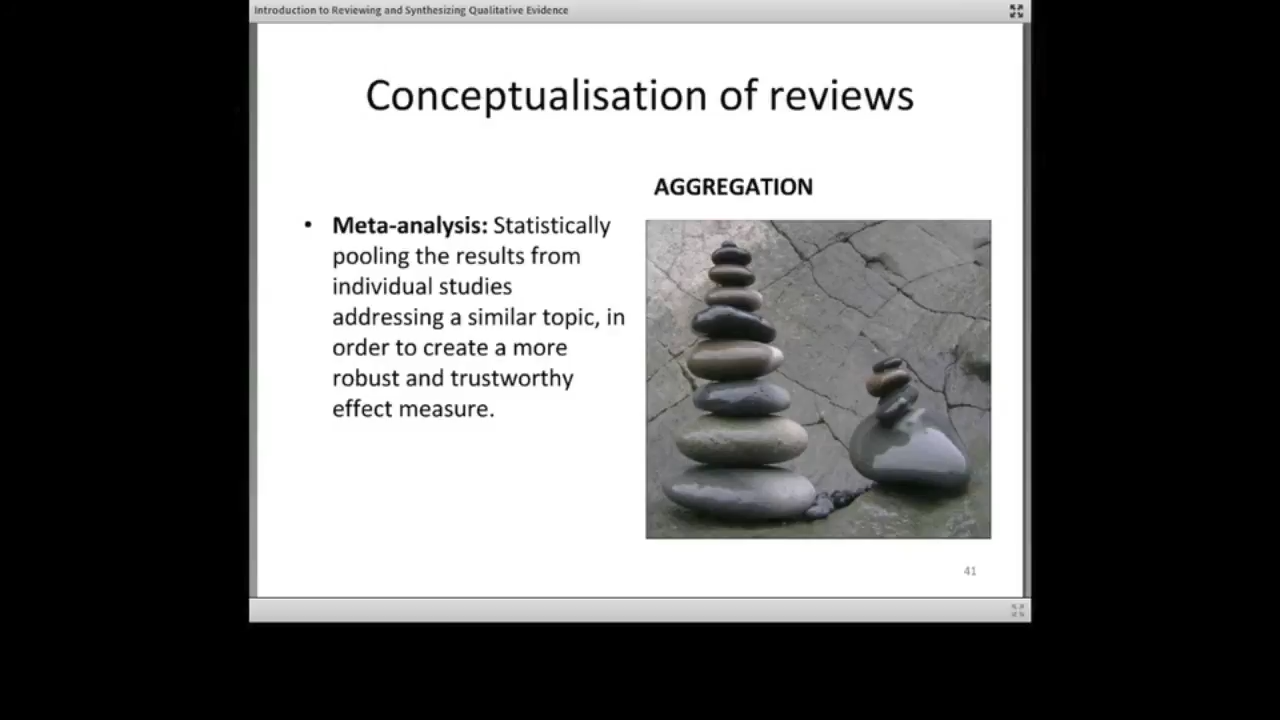 Introduction to Reviewing and Synthesizing Qualitative Evidence
Conceptualisation of reviews
AGGREGATION
• Meta-analysis: Statistically
pooling the results from
individual studies
addressing a similar topic, in
order to create a more
robust and trustworthy
effect measure.
41